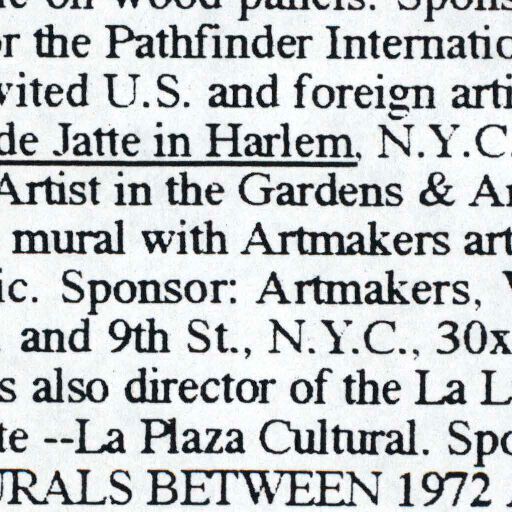 on wood panels. Spons
or the Pathfinder Internatio
vited U.S. and foreign arti
de Jatte in Harlem, N.Y.C.
Artist in the Gardens & Ar
mural with Artmakers art
ic. Sponsor: Artmakers,
and 9th St., N.Y.C., 30x
s also director of the La L
te --La Plaza Cultural. Spo
URALS BETWEEN 1972